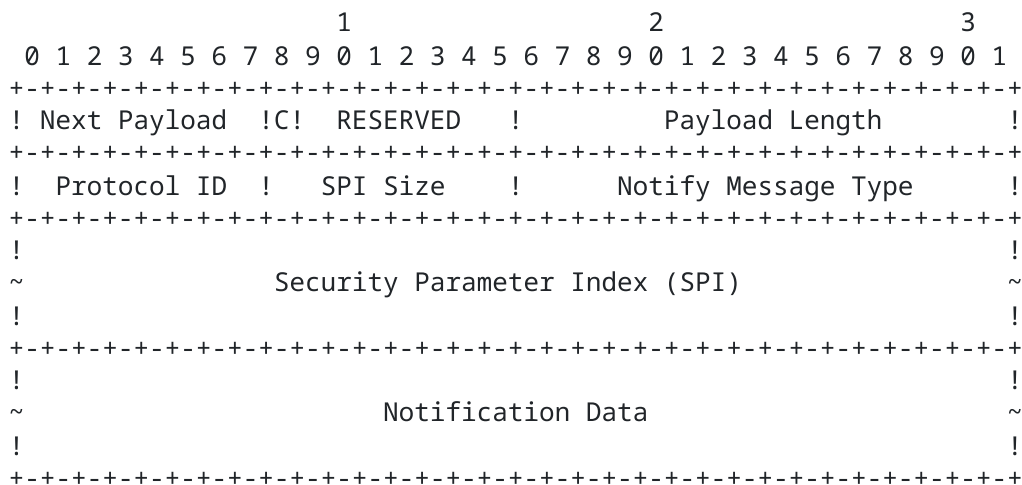 1                   2                   3
 0 1 2 3 4 5 6 7 8 9 0 1 2 3 4 5 6 7 8 9 0 1 2 3 4 5 6 7 8 9 0 1
+-+-+-+-+-+-+-+-+-+-+-+-+-+-+-+-+-+-+-+-+-+-+-+-+-+-+-+-+-+-+-+-+
! Next Payload  !C!  RESERVED   !         Payload Length        !
+-+-+-+-+-+-+-+-+-+-+-+-+-+-+-+-+-+-+-+-+-+-+-+-+-+-+-+-+-+-+-+-+
!  Protocol ID  !   SPI Size    !      Notify Message Type      !
+-+-+-+-+-+-+-+-+-+-+-+-+-+-+-+-+-+-+-+-+-+-+-+-+-+-+-+-+-+-+-+-+
!                                                               !
~                Security Parameter Index (SPI)                 ~
!                                                               !
+-+-+-+-+-+-+-+-+-+-+-+-+-+-+-+-+-+-+-+-+-+-+-+-+-+-+-+-+-+-+-+-+
!                                                               !
~                       Notification Data                       ~
!                                                               !
+-+-+-+-+-+-+-+-+-+-+-+-+-+-+-+-+-+-+-+-+-+-+-+-+-+-+-+-+-+-+-+-+